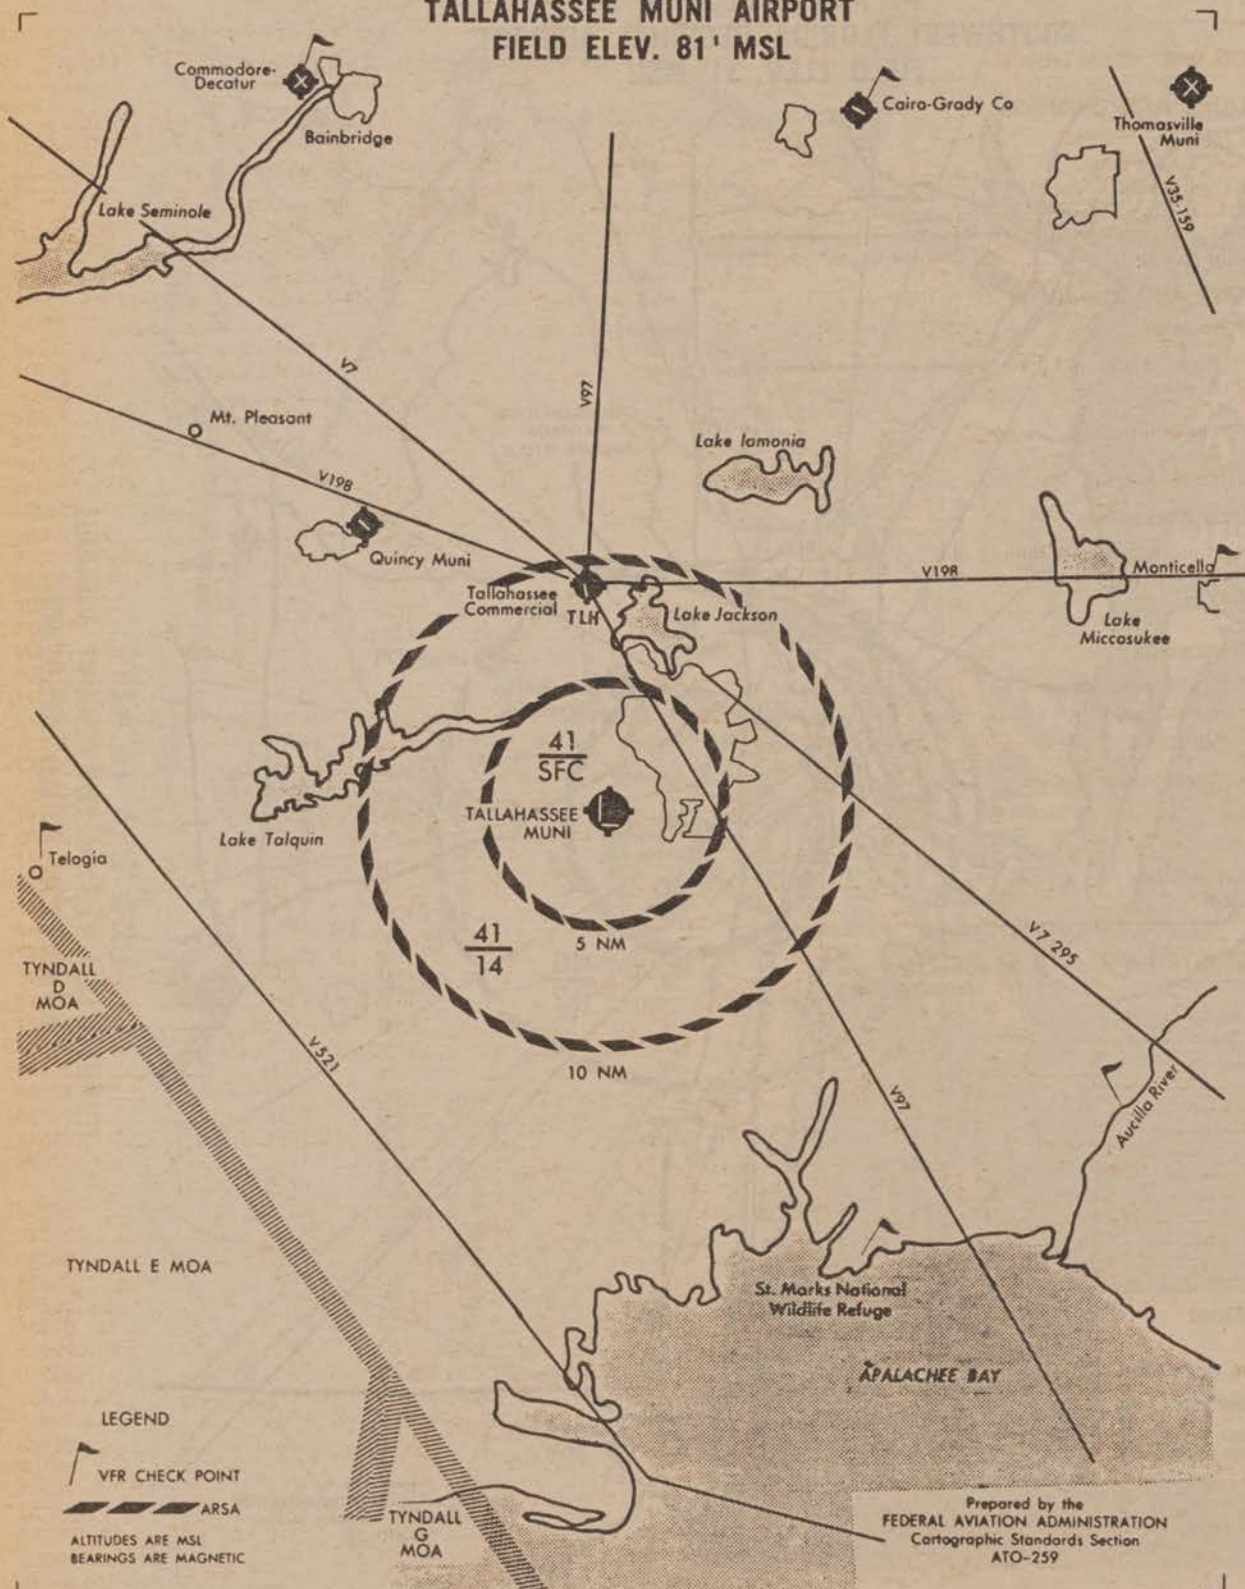 TALLAHASSEE MUNI AIRPORT
FIELD ELEV. 81' MSL
Commodore-
Decatur
Bainbridge
Cairo-Grady Co
Thomasville
Muni
V35-159
Lake Seminole
V7
V97
Mt. Pleasant
V198
Quincy Muni
Lake Iamonia
V198
Monticello
Lake
Miccosukee
Tallahassee
Commercial
TLH
Lake Jackson
41
SFC
TALLAHASSEE
MUNI
Lake Talquin
Telogia
41
14
5 NM
V7 295
TYNDALL
D
MOA
V521
10 NM
V97
Aucilla River
TYNDALL E MOA
St. Marks National
Wildlife Refuge
APALACHEE BAY
LEGEND
VFR CHECK POINT
ARSA
ALTITUDES ARE MSL
BEARINGS ARE MAGNETIC
TYNDALL
G
MOA
Prepared by the
FEDERAL AVIATION ADMINISTRATION
Cartographic Standards Section
ATO-259